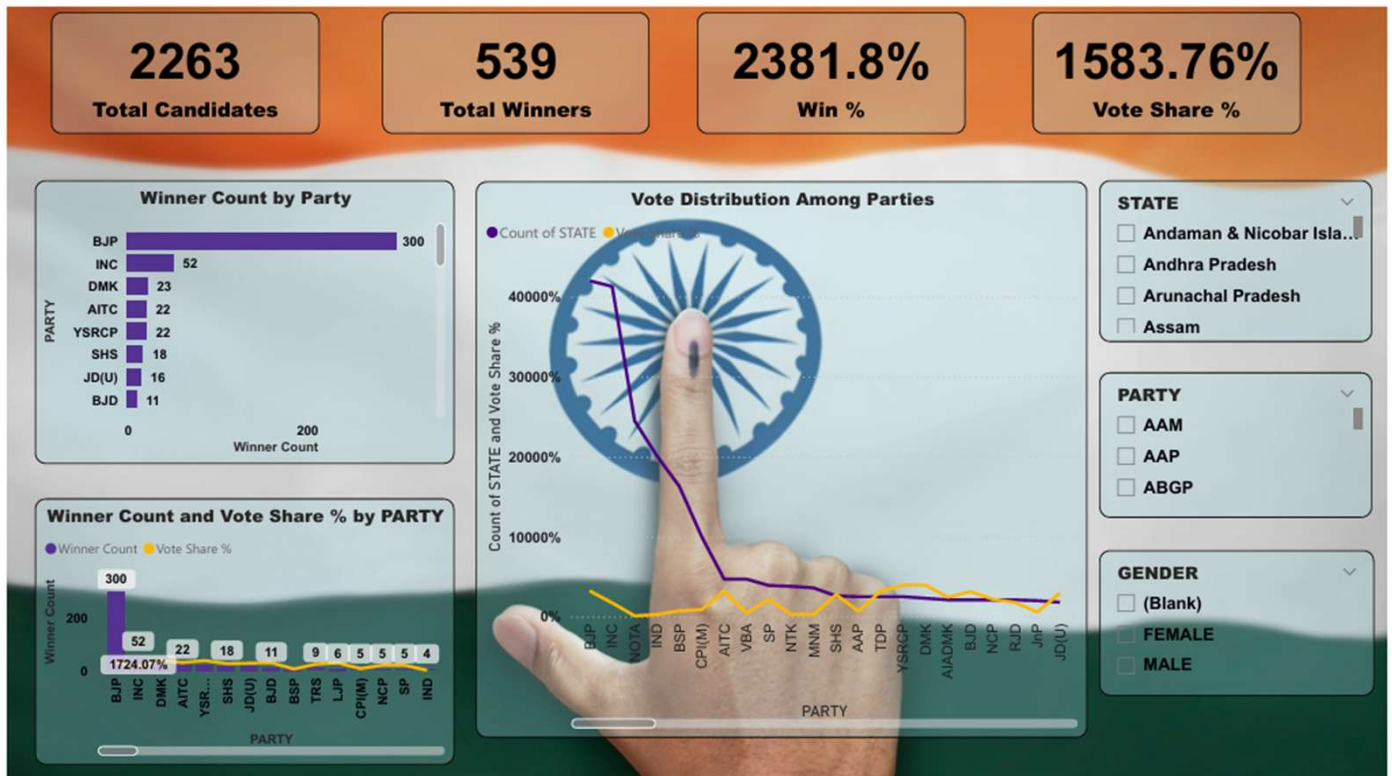 2263
Total Candidates
539
Total Winners
2381.8%
Win %
1583.76%
Vote Share %
Winner Count by Party
PARTY
BJP 300
INC 52
DMK 23
AITC 22
YSRCP 22
SHS 18
JD(U) 16
BJD 11
0 200
Winner Count
Winner Count and Vote Share % by PARTY
Winner Count Vote Share %
Winner Count
200
0
300
52
22
18
11
9
6
5
5
5
4
1724.07%
BJP
INC
DMK
AITC
YSR...
SHS
JD(U)
BJD
BSP
TRS
LJP
CPI(M)
NCP
SP
IND
PARTY
Vote Distribution Among Parties
Count of STATE Vote Share %
Count of STATE and Vote Share %
40000%
30000%
20000%
10000%
0%
BJP
INC
NOTA
IND
BSP
CPI(M)
AITC
VBA
SP
NTK
MNM
SHS
AAP
TDP
YSRCP
DMK
AIADMK
BJD
NCP
RJD
JnP
JD(U)
PARTY
STATE
Andaman & Nicobar Isla...
Andhra Pradesh
Arunachal Pradesh
Assam
PARTY
AAM
AAP
ABGP
GENDER
(Blank)
FEMALE
MALE